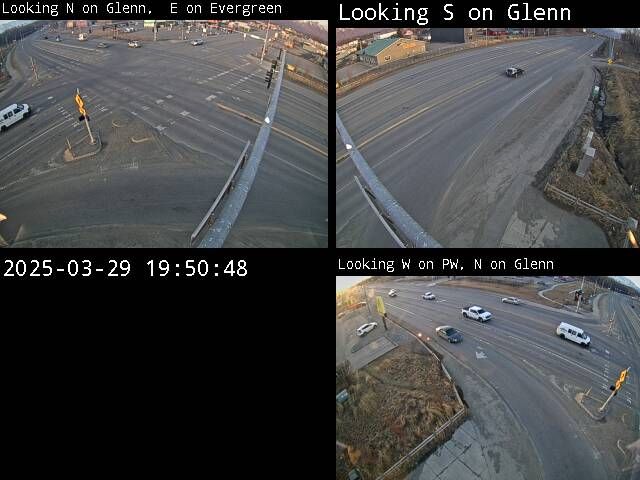 Looking N on Glenn,  E on Evergreen
Looking S on Glenn
2025-03-29 19:50:48
Looking W on PW, N on Glenn